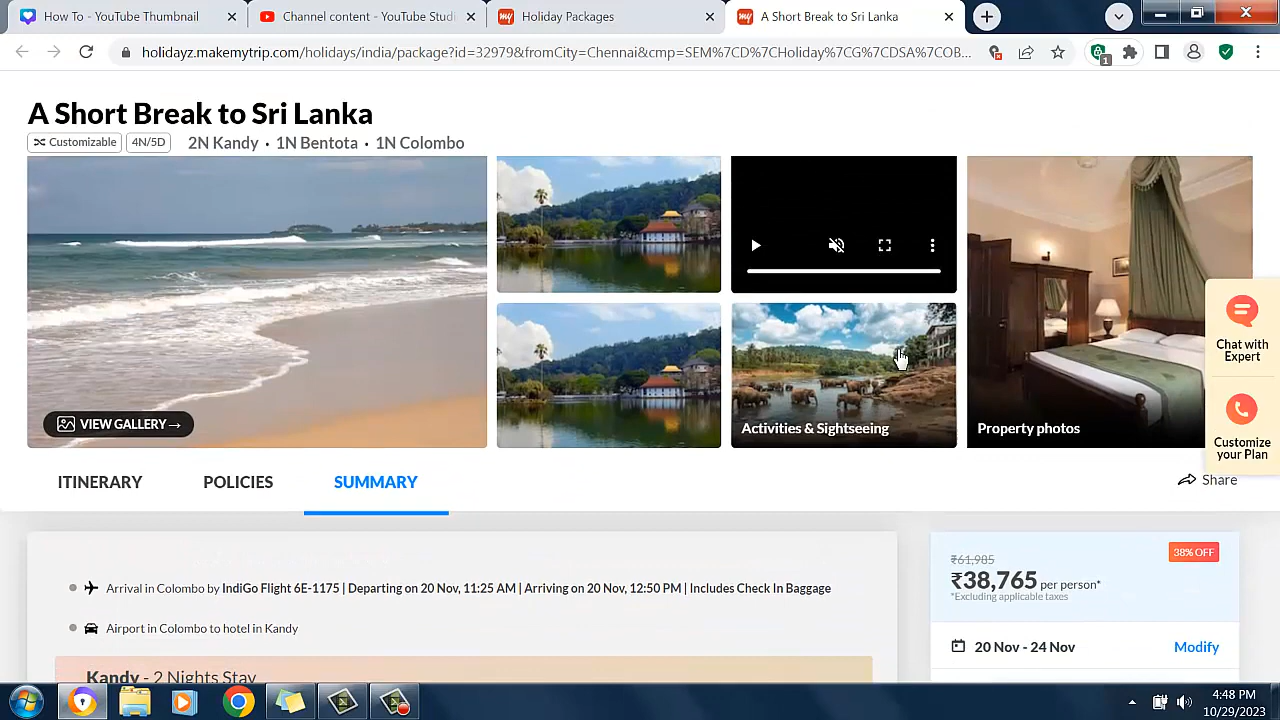 How To - YouTube Thumbnail
Channel content - YouTube Stud
my Holiday Packages
my A Short Break to Sri Lanka
holidayz.makemytrip.com/holidays/india/package?id=32979&fromCity=Chennai&cmp=SEM%7CD%7CHoliday%7CG%7CDSA%7COB...
1
A Short Break to Sri Lanka
Customizable 4N/5D 2N Kandy • 1N Bentota • 1N Colombo
VIEW GALLERY→
Activities & Sightseeing
Property photos
Chat with
Expert
Customize
your Plan
ITINERARY POLICIES SUMMARY
Share
Arrival in Colombo by IndiGo Flight 6E-1175 | Departing on 20 Nov, 11:25 AM | Arriving on 20 Nov, 12:50 PM | Includes Check In Baggage
Airport in Colombo to hotel in Kandy
Kandy - 2 Nights Stay
₹61,985
38% OFF
₹38,765 per person*
*Excluding applicable taxes
20 Nov - 24 Nov Modify
4:48 PM
10/29/2023